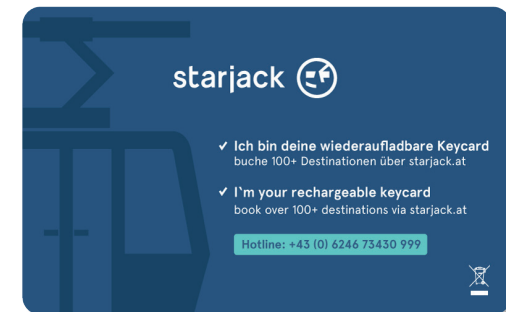 starjack
✔ Ich bin deine wiederaufladbare Keycard
buche 100+ Destinationen über starjack.at
✔ I'm your rechargeable keycard
book over 100+ destinations via starjack.at
Hotline: +43 (0) 6246 73430 999